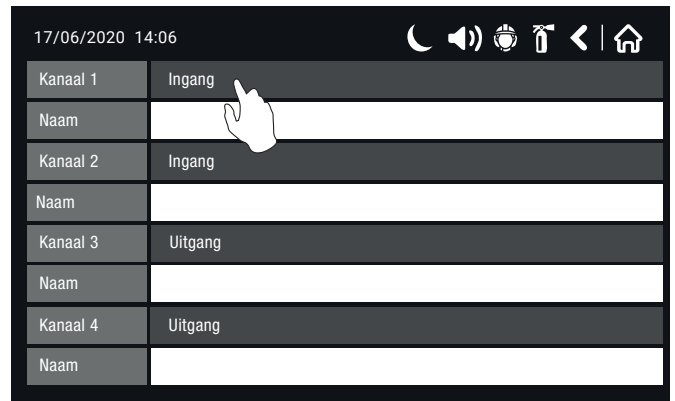 17/06/2020 14:06
Kanaal 1 Ingang
Naam
Kanaal 2 Ingang
Naam
Kanaal 3 Uitgang
Naam
Kanaal 4 Uitgang
Naam